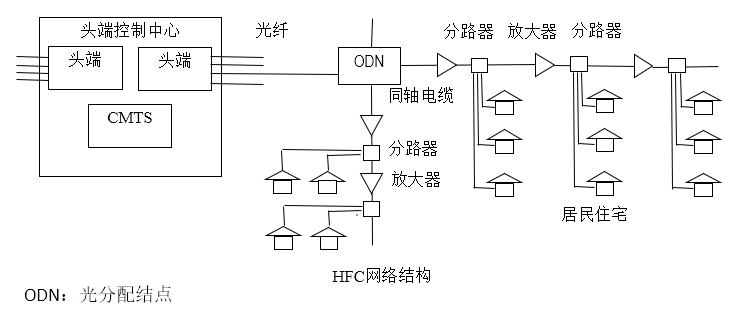 头端控制中心
光纤
分路器
放大器
分路器
头端
头端
ODN
同轴电缆
CMTS
分路器
放大器
居民住宅
HFC网络结构
ODN：光分配结点